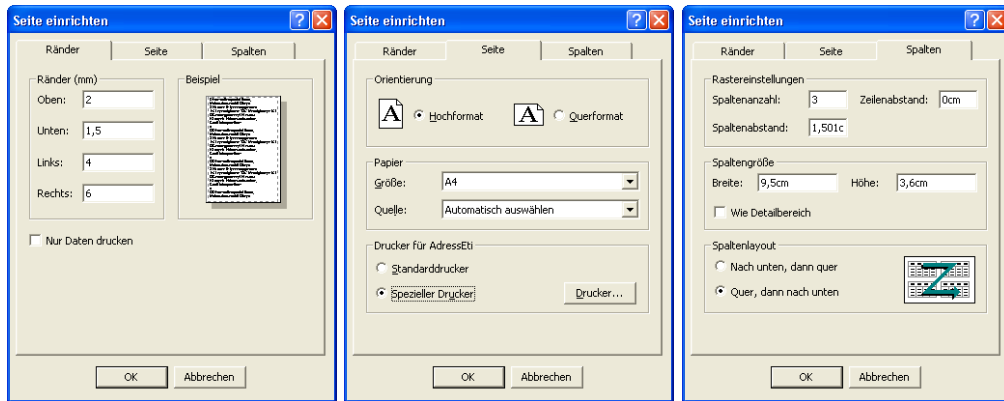 Seite einrichten
Ränder Seite Spalten
Ränder (mm)
Oben: 2
Unten: 1,5
Links: 4
Rechts: 6
Beispiel
Nur Daten drucken
OK Abbrechen
Seite einrichten
Ränder Seite Spalten
Orientierung
A Hochformat A Querformat
Papier
Größe: A4
Quelle: Automatisch auswählen
Drucker für AdressEti
Standarddrucker
Spezieller Drucker Drucker...
OK Abbrechen
Seite einrichten
Ränder Seite Spalten
Rastereinstellungen
Spaltenanzahl: 3 Zeilenabstand: 0cm
Spaltenabstand: 1,501c
Spaltengröße
Breite: 9,5cm Höhe: 3,6cm
Wie Detailbereich
Spaltenlayout
Nach unten, dann quer
Quer, dann nach unten
OK Abbrechen